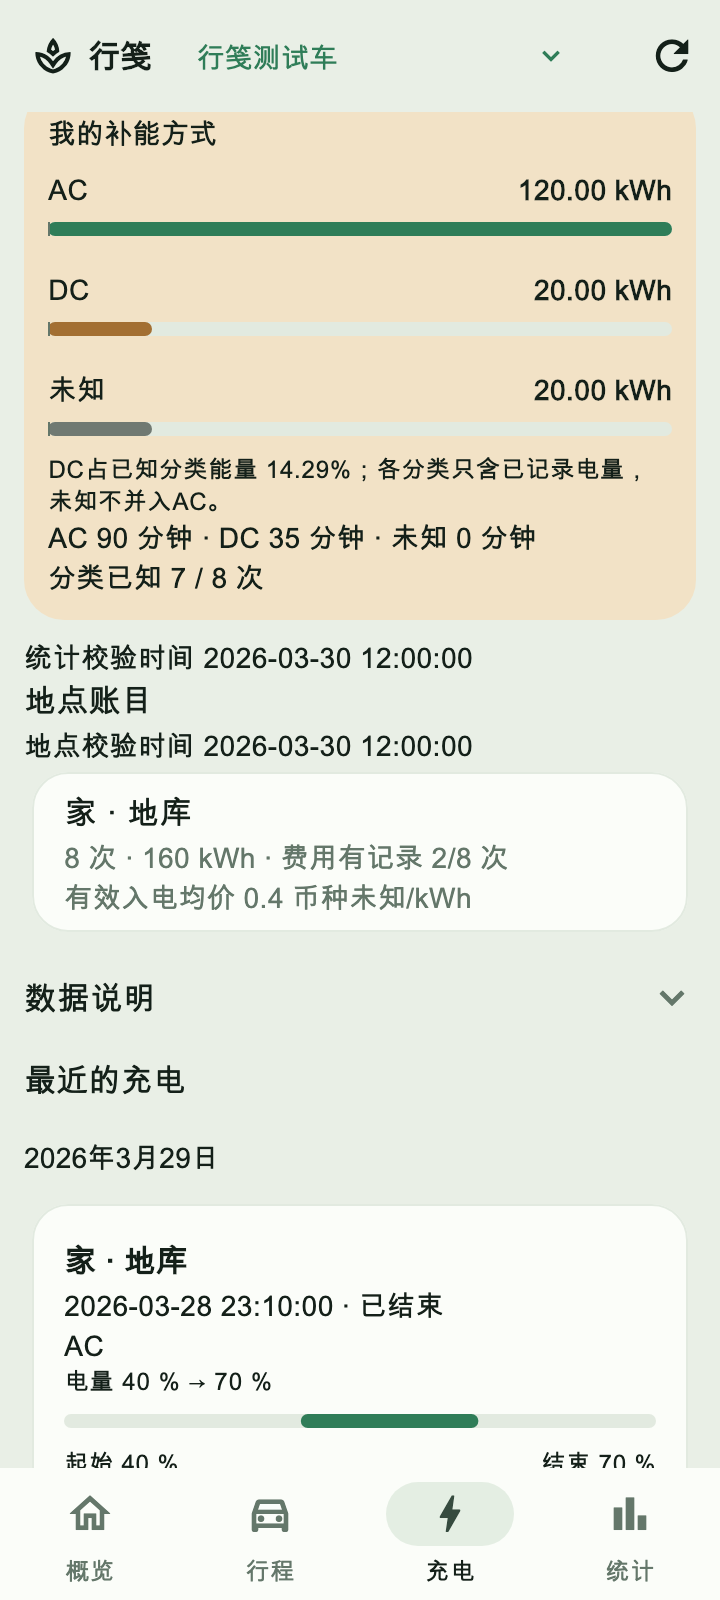 行笺
行笺测试车
我的补能方式
AC 120.00 kWh
DC 20.00 kWh
未知 20.00 kWh
DC占已知分类能量 14.29%；各分类只含已记录电量，
未知不并入AC。
AC 90 分钟 · DC 35 分钟 · 未知 0 分钟
分类已知 7 / 8 次
统计校验时间 2026-03-30 12:00:00
地点账目
地点校验时间 2026-03-30 12:00:00
家 · 地库
8 次 · 160 kWh · 费用有记录 2/8 次
有效入电均价 0.4 币种未知/kWh
数据说明
最近的充电
2026年3月29日
家 · 地库
2026-03-28 23:10:00 · 已结束
AC
电量 40 % → 70 %
起始 40 % 结束 70 %
概览 行程 充电 统计